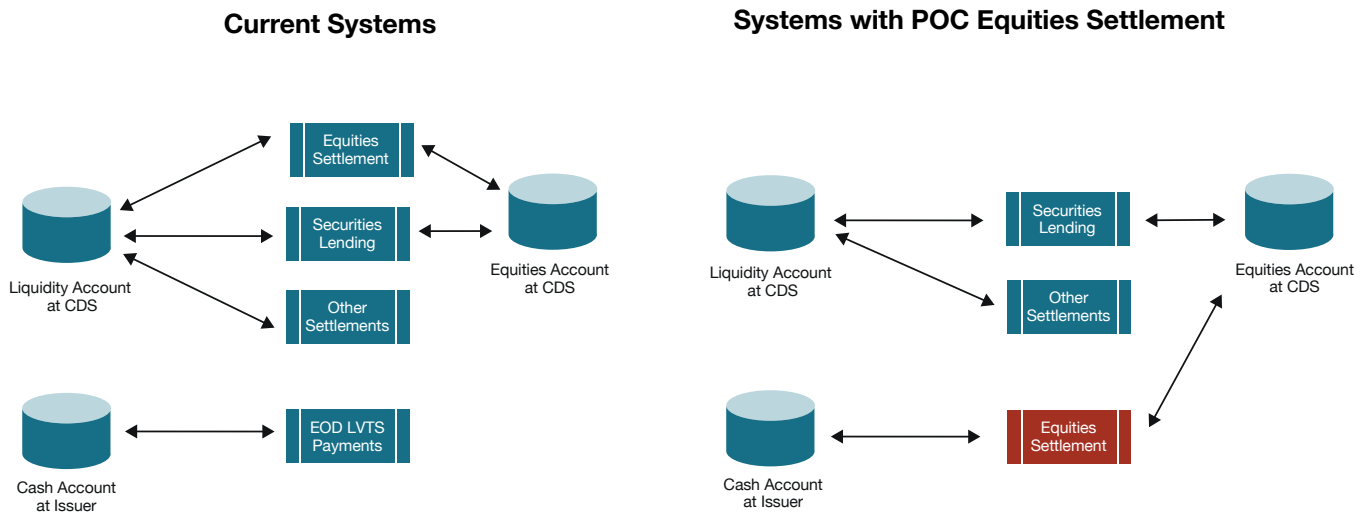 Current Systems
Equities
Settlement
Securities
Lending
Other
Settlements
Liquidity Account
at CDS
Equities Account
at CDS
EOD LVTS
Payments
Cash Account
at Issuer
Systems with POC Equities Settlement
Securities
Lending
Other
Settlements
Liquidity Account
at CDS
Equities Account
at CDS
Equities
Settlement
Cash Account
at Issuer